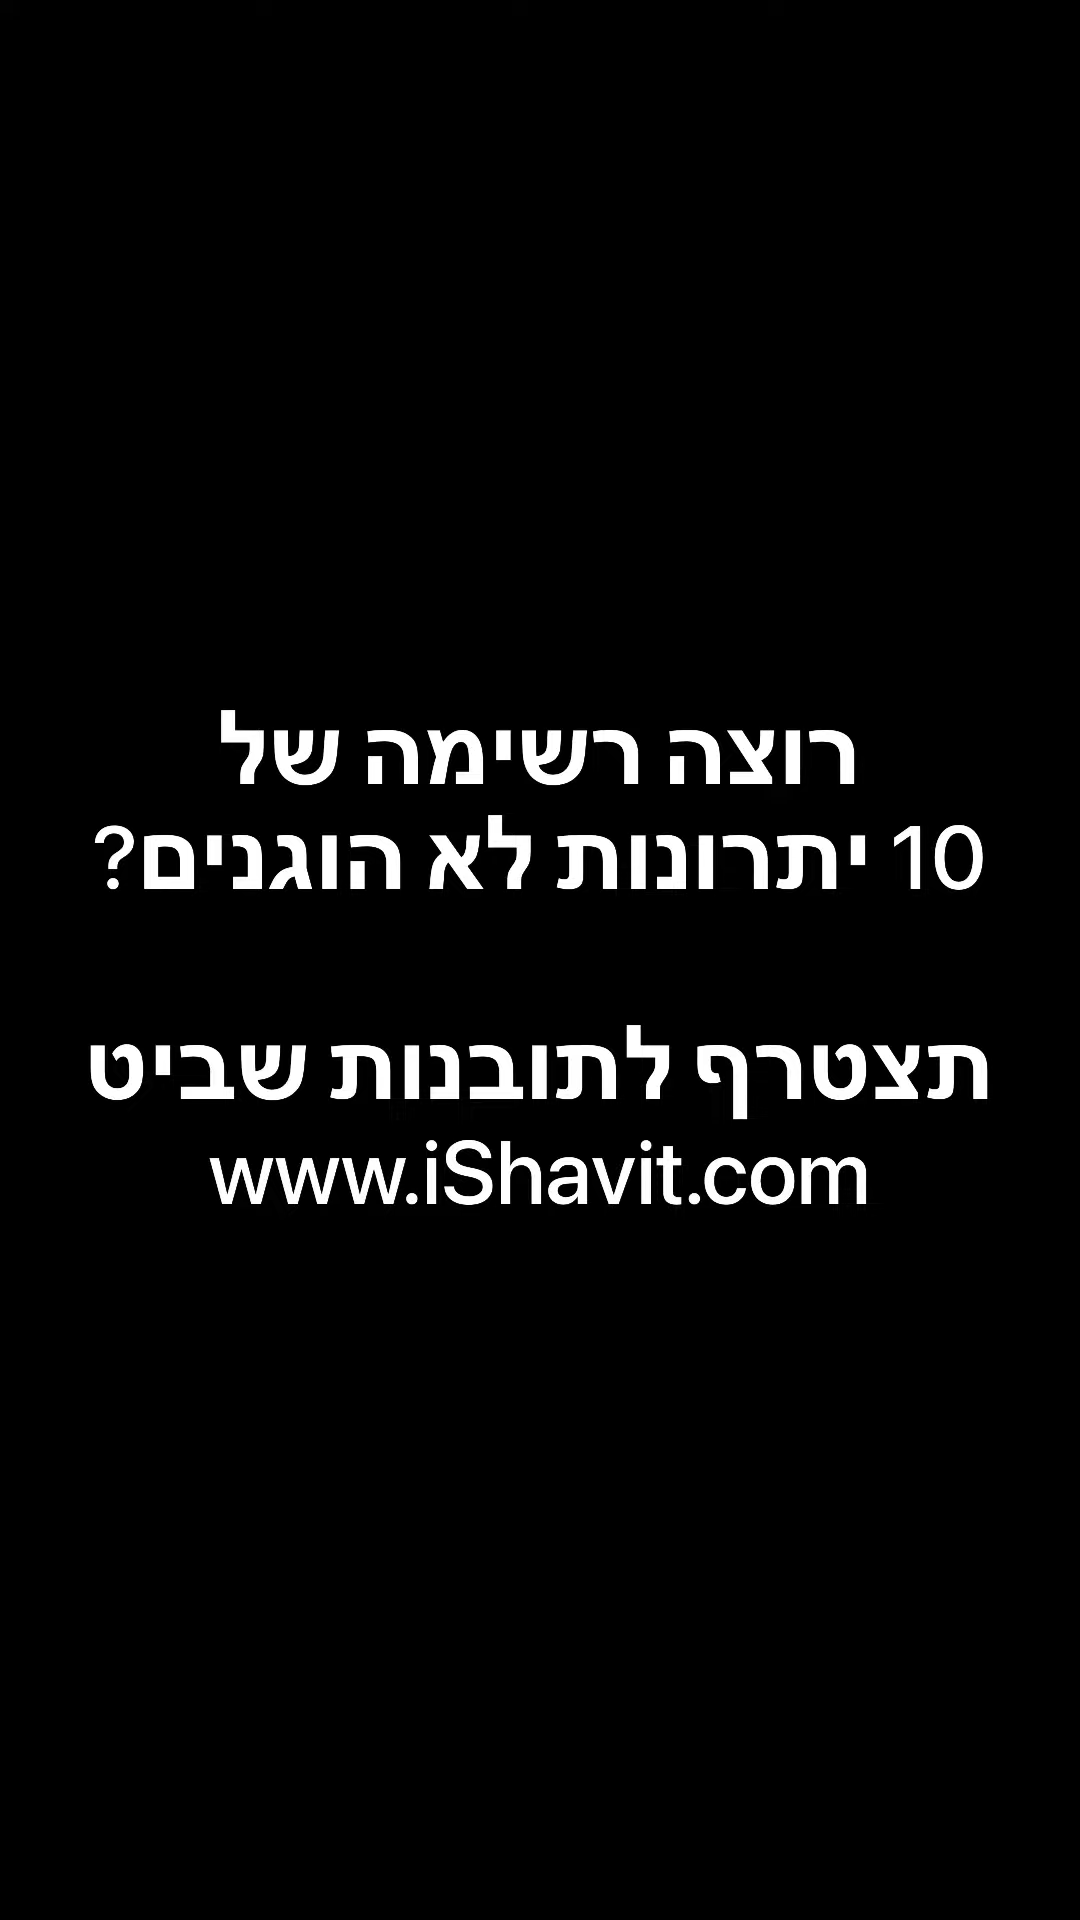 רוצה רשימה של
10 יתרונות לא הוגנים?
תצטרף לתובנות שביט
www.iShavit.com